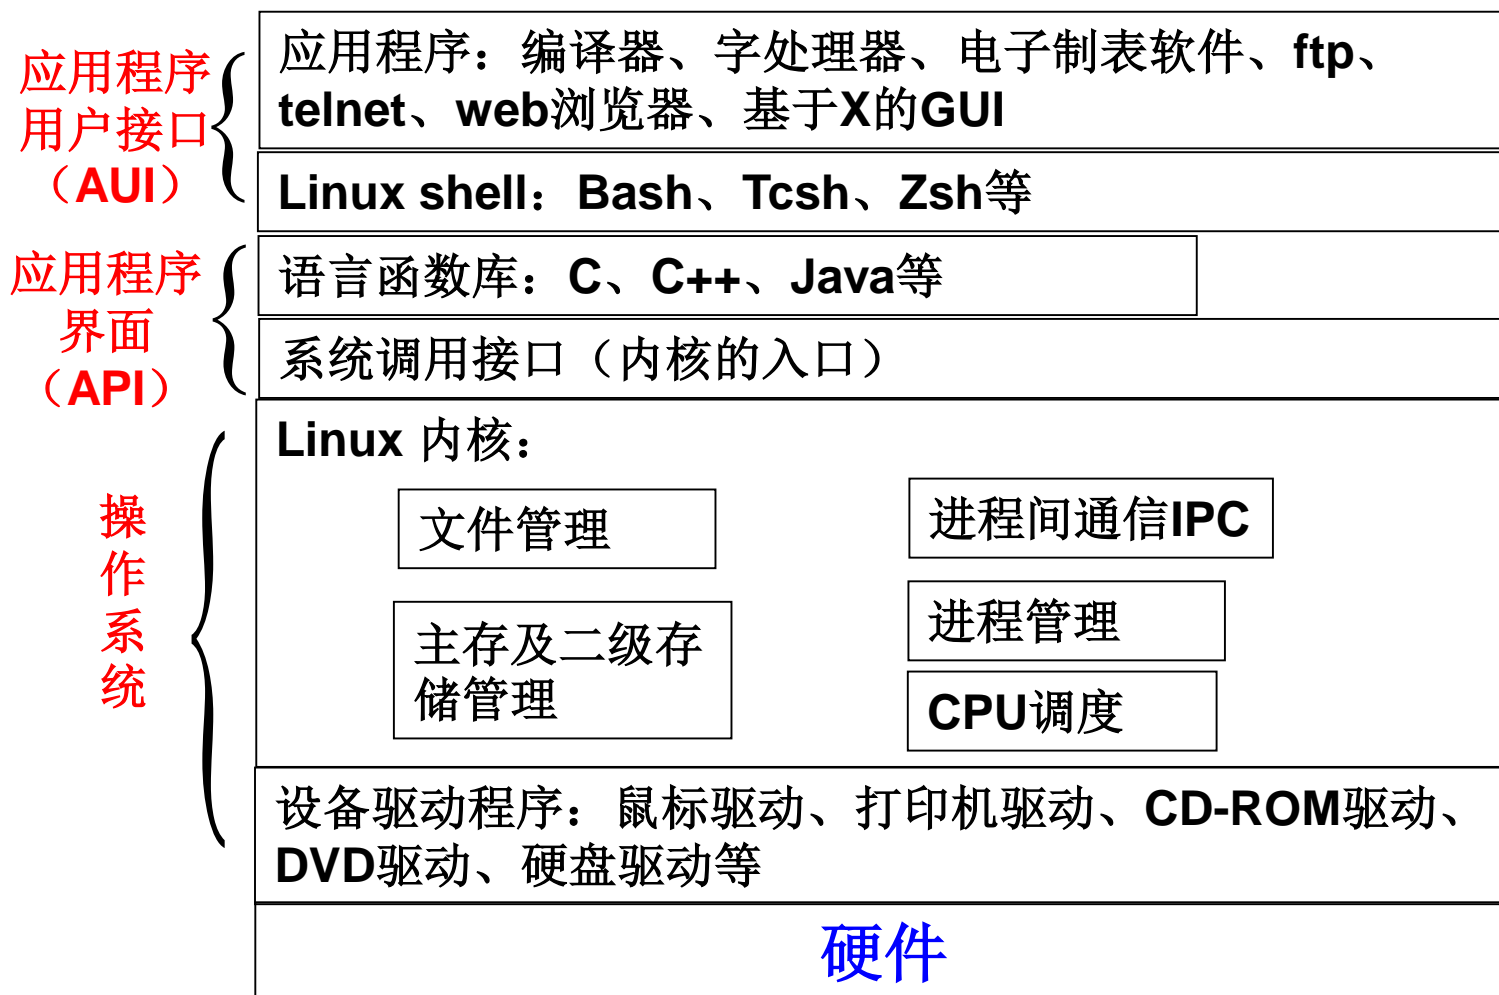 应用程序
用户接口
（AUI）
应用程序：编译器、字处理器、电子制表软件、ftp、
telnet、web浏览器、基于X的GUI
Linux shell：Bash、Tcsh、Zsh等
应用程序
界面
（API）
语言函数库：C、C++、Java等
系统调用接口（内核的入口）
操
作
系
统
Linux 内核：
文件管理
进程间通信IPC
主存及二级存
储管理
进程管理
CPU调度
设备驱动程序：鼠标驱动、打印机驱动、CD-ROM驱动、
DVD驱动、硬盘驱动等
硬件